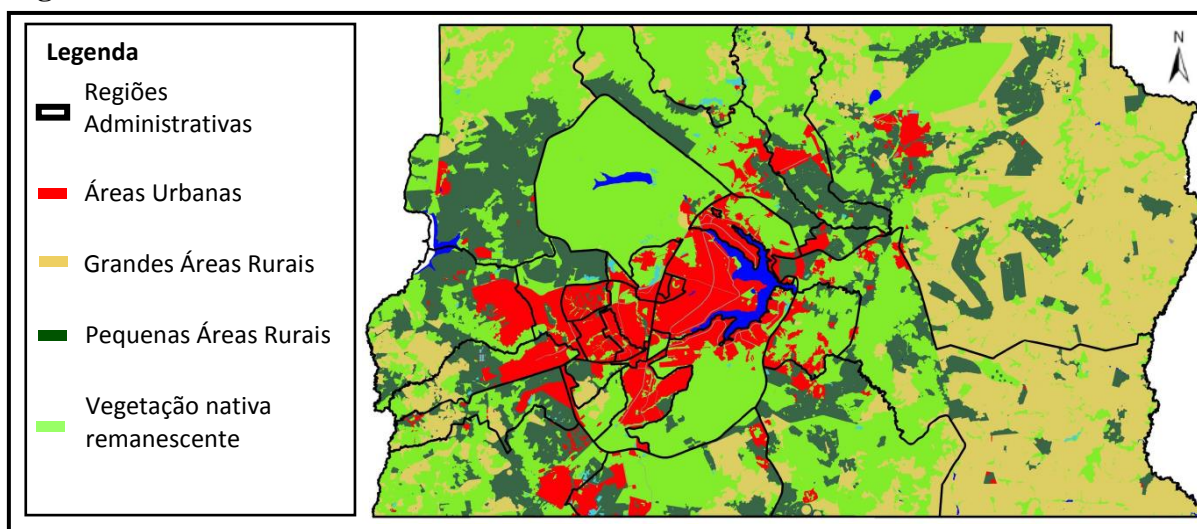 Legenda
Regiões
Administrativas
Áreas Urbanas
Grandes Áreas Rurais
Pequenas Áreas Rurais
Vegetação nativa
remanescente
N